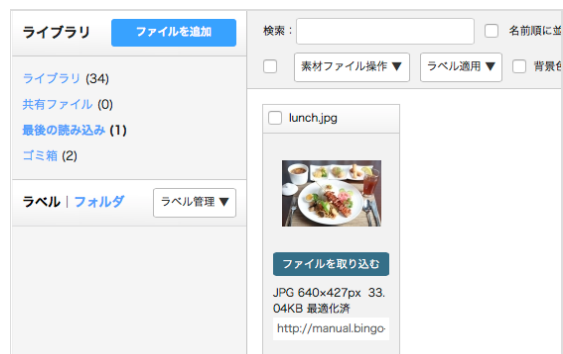 ライブラリ
ファイルを追加
ライブラリ (34)
共有ファイル (0)
最後の読み込み (1)
ゴミ箱 (2)
ラベル | フォルダ
ラベル管理 ▼
検索：
名前順に並
素材ファイル操作 ▼
ラベル適用 ▼
背景色
lunch.jpg
ファイルを取り込む
JPG 640×427px 33.
04KB 最適化済
http://manual.bingo-